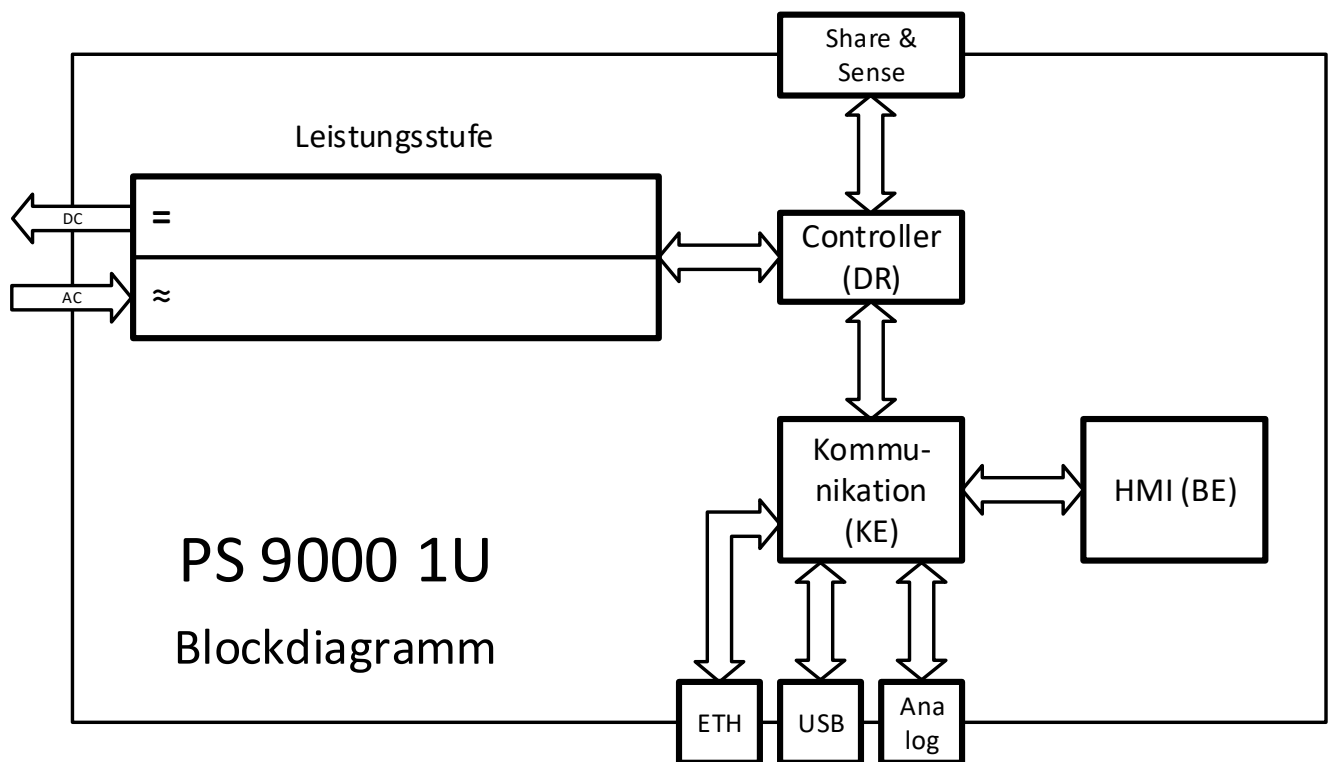 Share &
Sense
Leistungsstufe
DC
=
AC
≈
Controller
(DR)
Kommu-
nikation
(KE)
HMI (BE)
PS 9000 1U
Blockdiagramm
ETH
USB
Ana
log